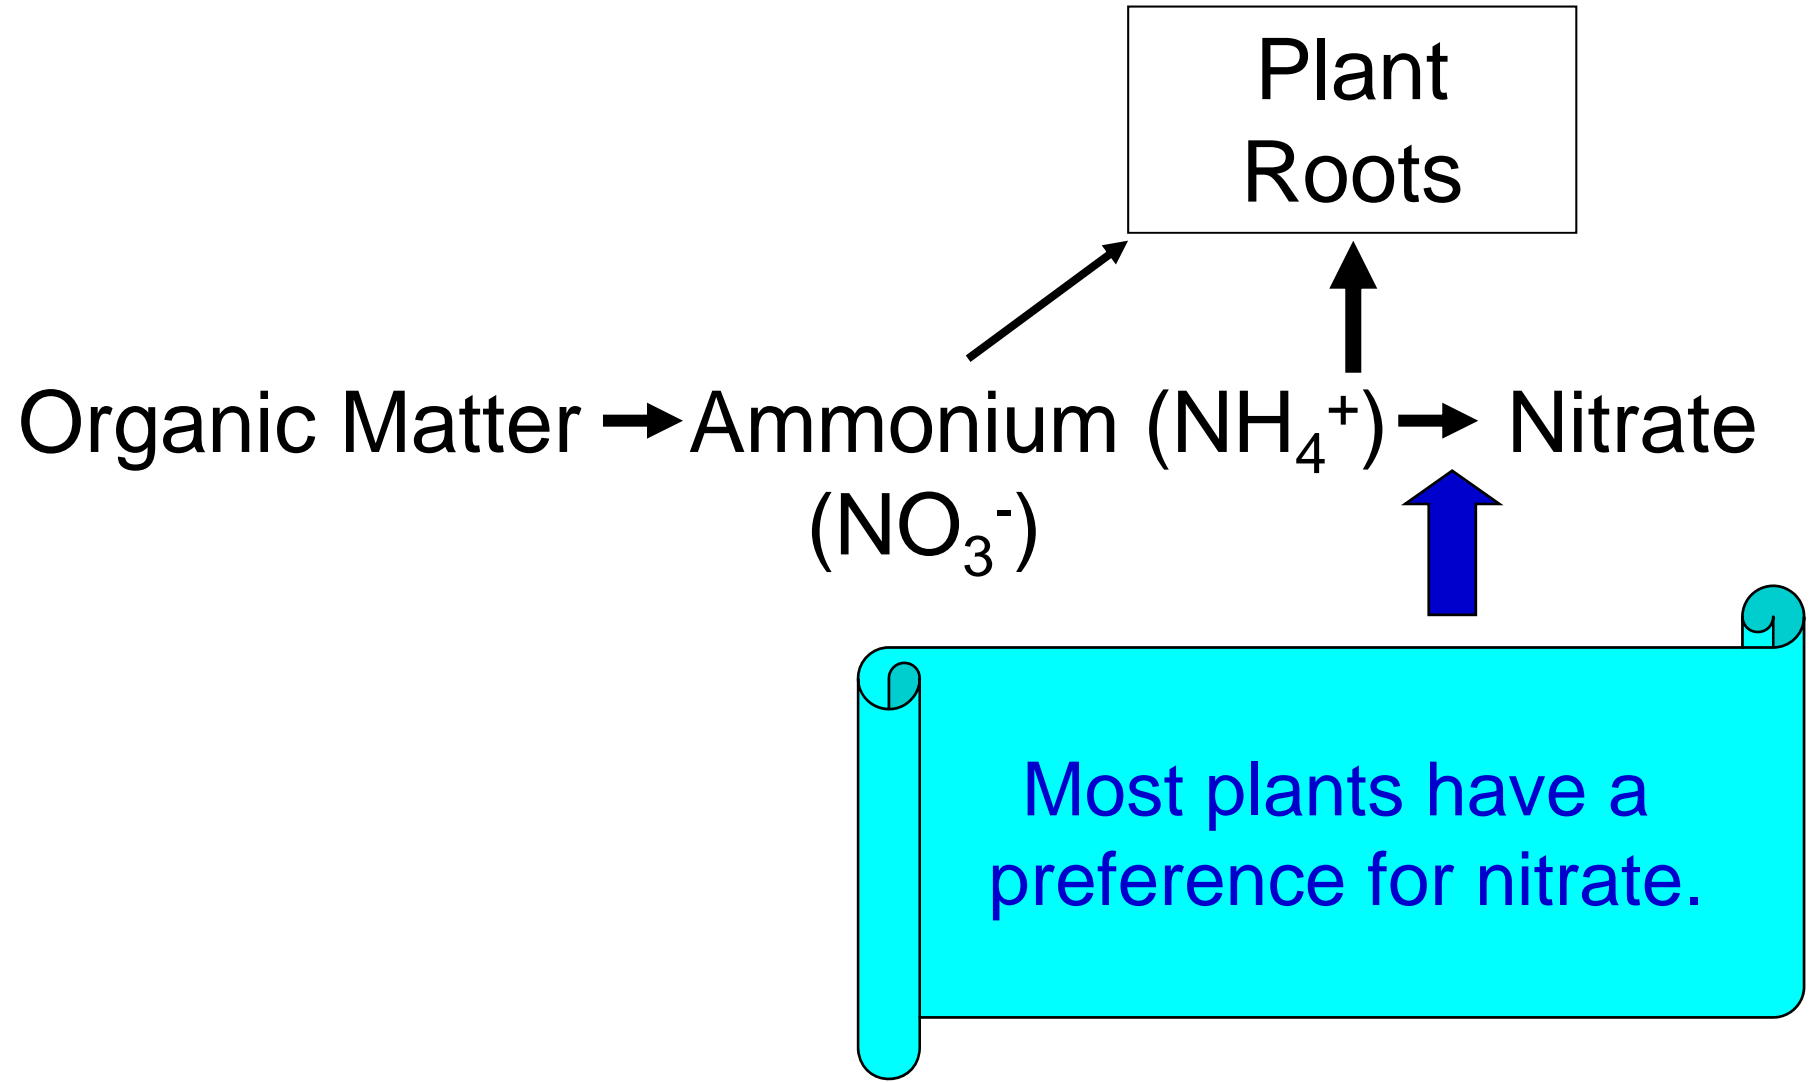 Plant
Roots
Organic Matter → Ammonium (NH₄⁺) → Nitrate
(NO₃⁻)
Most plants have a
preference for nitrate.